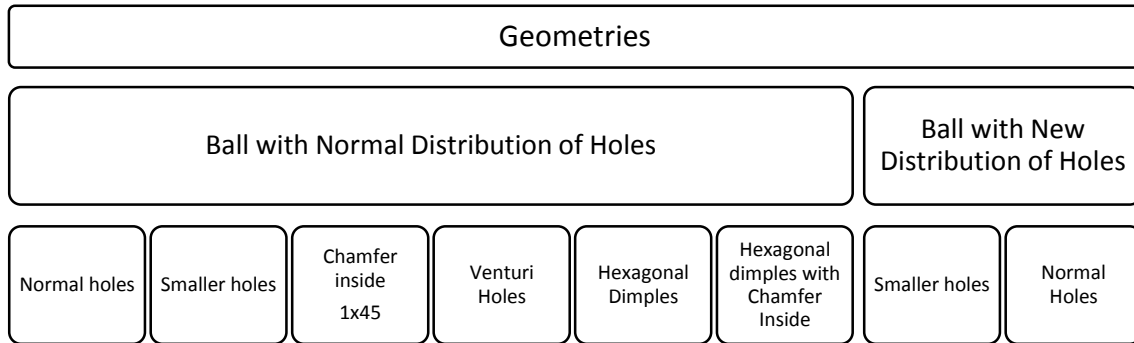 Geometries
Ball with Normal Distribution of Holes
Ball with New
Distribution of Holes
Normal holes
Smaller holes
Chamfer
inside
1x45
Venturi
Holes
Hexagonal
Dimples
Hexagonal
dimples with
Chamfer
Inside
Smaller holes
Normal
Holes